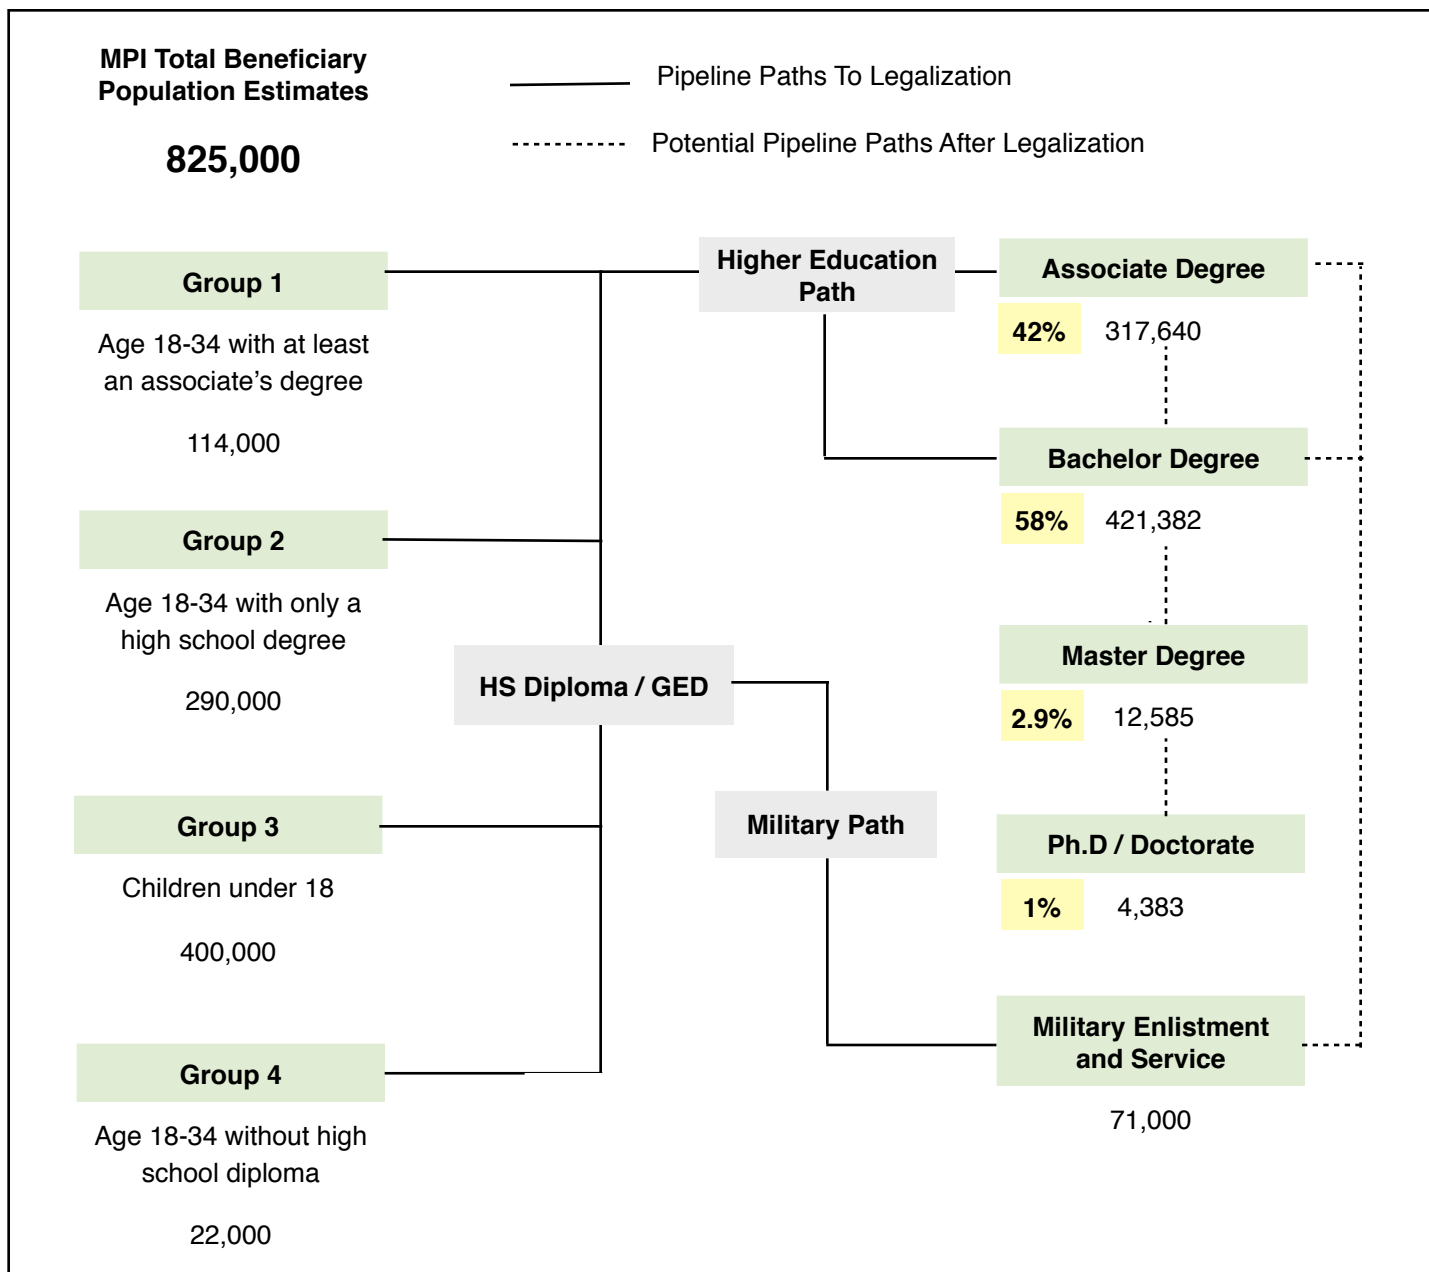 MPI Total Beneficiary
Population Estimates
825,000
Pipeline Paths To Legalization
Potential Pipeline Paths After Legalization
Group 1
Age 18-34 with at least
an associate’s degree
114,000
Group 2
Age 18-34 with only a
high school degree
290,000
Group 3
Children under 18
400,000
Group 4
Age 18-34 without high
school diploma
22,000
HS Diploma / GED
Higher Education
Path
Military Path
Associate Degree
42% 317,640
Bachelor Degree
58% 421,382
Master Degree
2.9% 12,585
Ph.D / Doctorate
1% 4,383
Military Enlistment
and Service
71,000